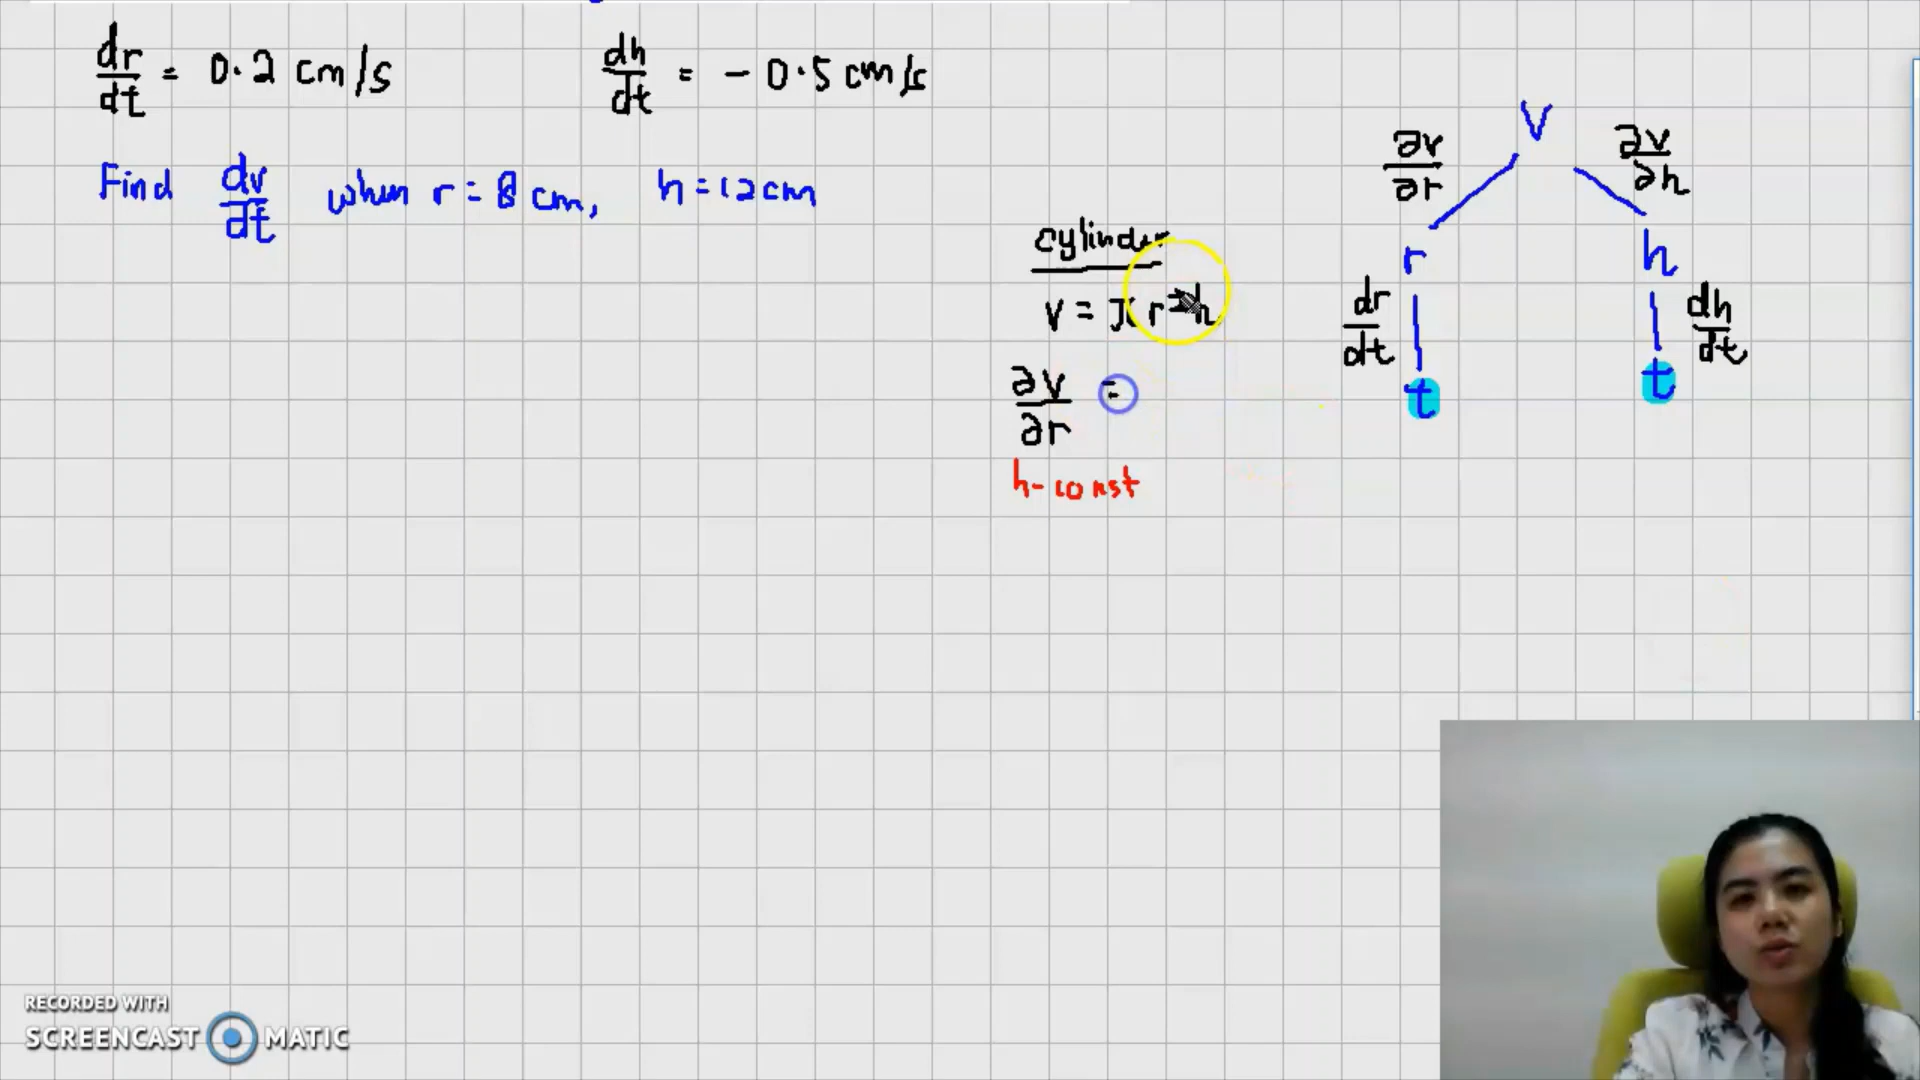 dr/dt = 0.2 cm/s
dh/dt = - 0.5 cm/s
Find dv/dt when r = 8 cm, h = 12 cm
cylinder
V = π r²h
∂V/∂r =
h - const
V
∂v/∂r
∂v/∂h
r
h
dr/dt
dh/dt
t
t
RECORDED WITH
SCREENCAST MATIC